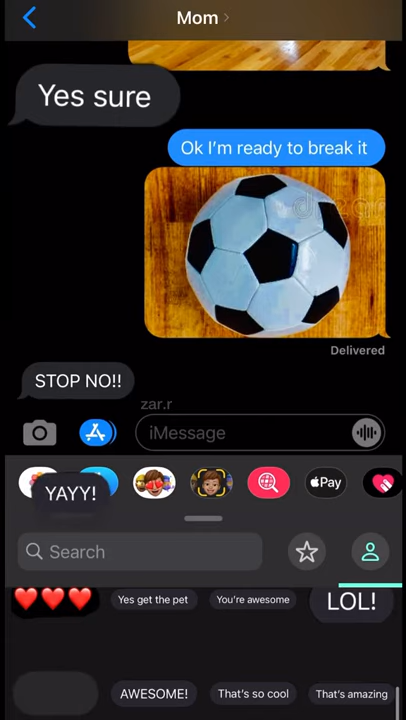 Mom
Yes sure
Ok I'm ready to break it
Delivered
STOP NO!!
zar.r
iMessage
Pay
YAYY!
Search
Yes get the pet
You're awesome
LOL!
AWESOME!
That's so cool
That's amazing